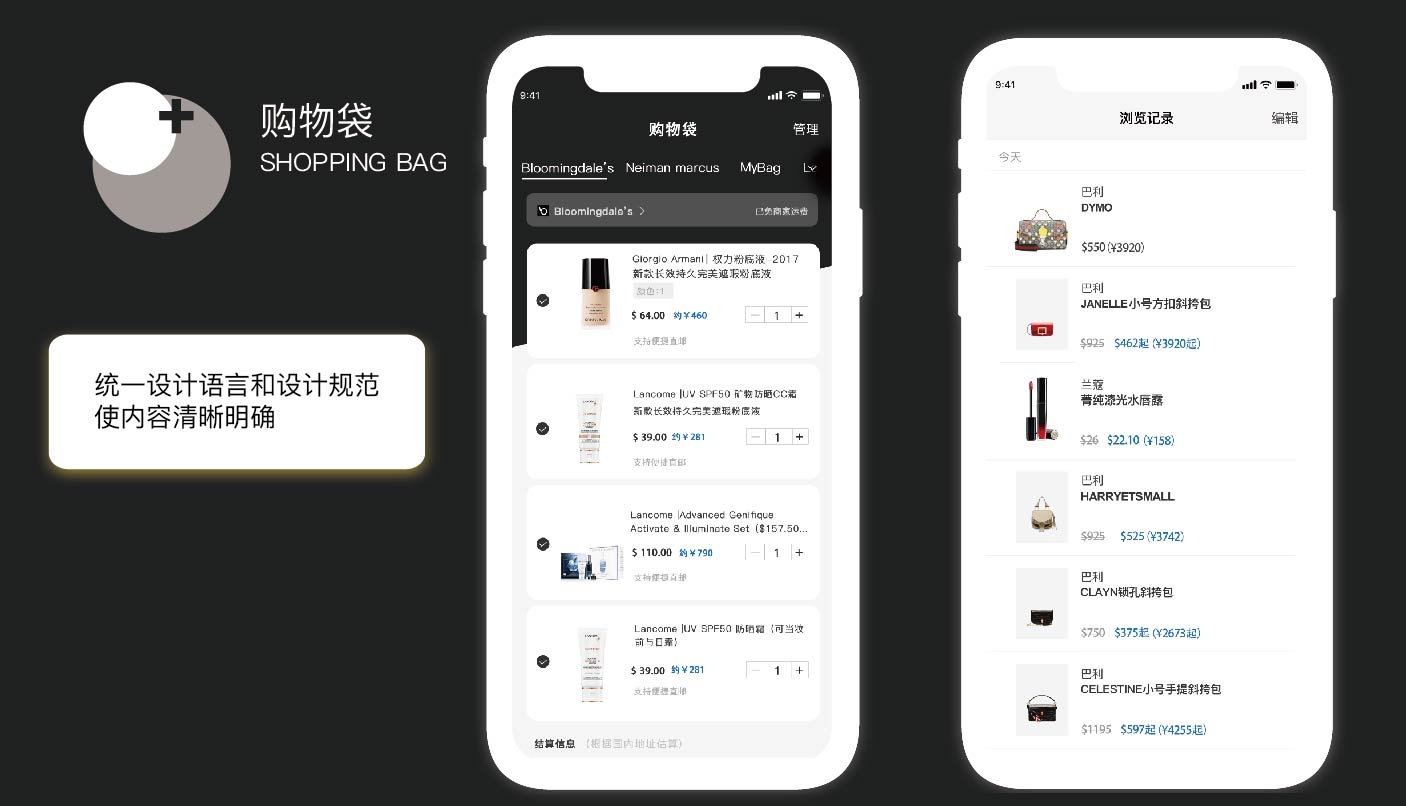 购物袋
SHOPPING BAG
统一设计语言和设计规范
使内容清晰明确
9:41
购物袋
管理
Bloomingdale's
Neiman marcus
MyBag
Bloomingdale's >
已免商家运费
Giorgio Armani| 权力粉底液-2017
新款长效持久完美遮瑕粉底液
颜色:1
$ 64.00 约￥460
— 1 +
支持便捷直邮
Lancome |UV SPF50 矿物防晒CC霜
新款长效持久完美遮瑕粉底液
$ 39.00 约￥281
— 1 +
支持便捷直邮
Lancome |Advanced Genifique
Activate & Illuminate Set ($157.50...
$ 110.00 约￥790
— 1 +
支持便捷直邮
Lancome |UV SPF50 防晒霜（可当妆
前与日霜）
$ 39.00 约￥281
— 1 +
支持便捷直邮
结算信息 （根据国内地址估算）
9:41
浏览记录
编辑
今天
巴利
DYMO
$550 (¥3920)
巴利
JANELLE小号方扣斜挎包
$925 $462起 (¥3920起)
兰蔻
菁纯漆光水唇露
$26 $22.10 (¥158)
巴利
HARRYETSMALL
$925 $525 (¥3742)
巴利
CLAYN锁孔斜挎包
$750 $375起 (¥2673起)
巴利
CELESTINE小号手提斜挎包
$1195 $597起 (¥4255起)